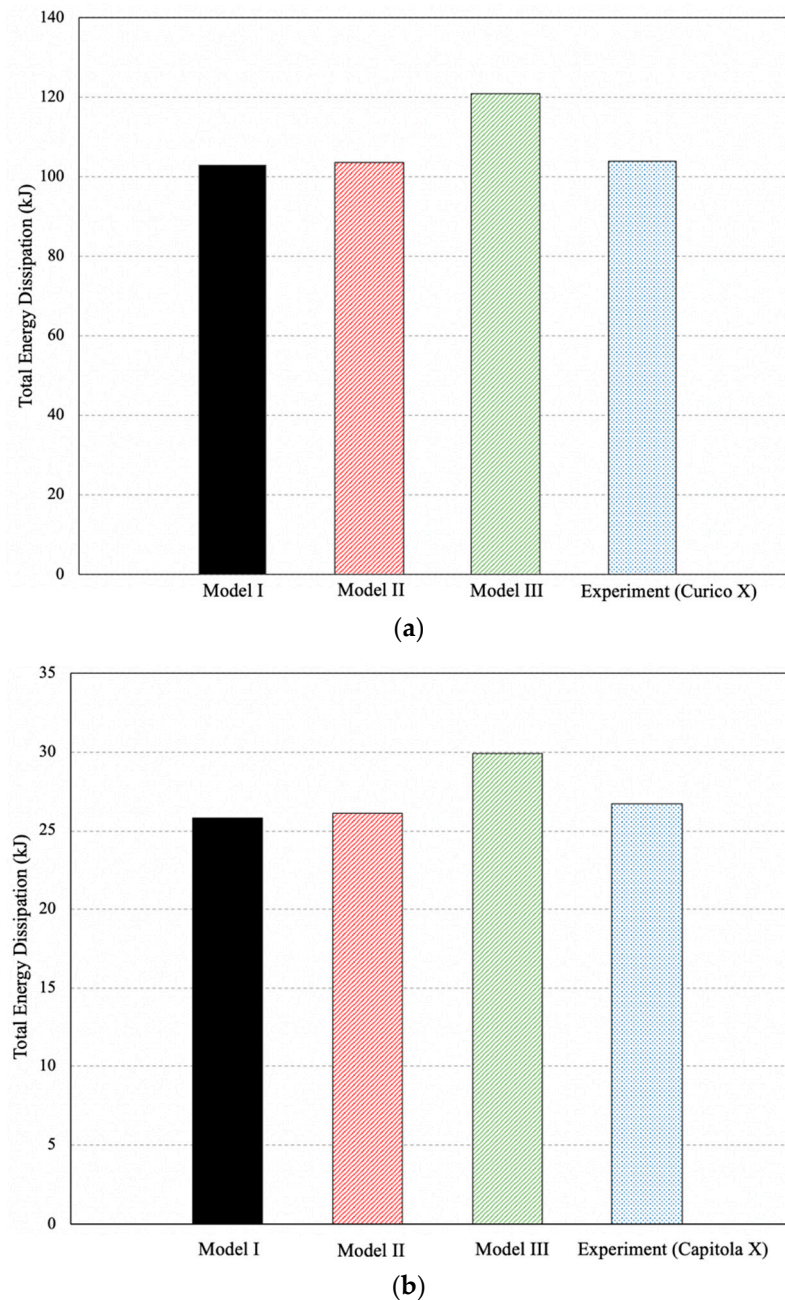 140
120
100
80
60
40
20
0
Total Energy Dissipation (kJ)
Model I Model II Model III Experiment (Curico X)
(a)
35
30
25
20
15
10
5
0
Total Energy Dissipation (kJ)
Model I Model II Model III Experiment (Capitola X)
(b)